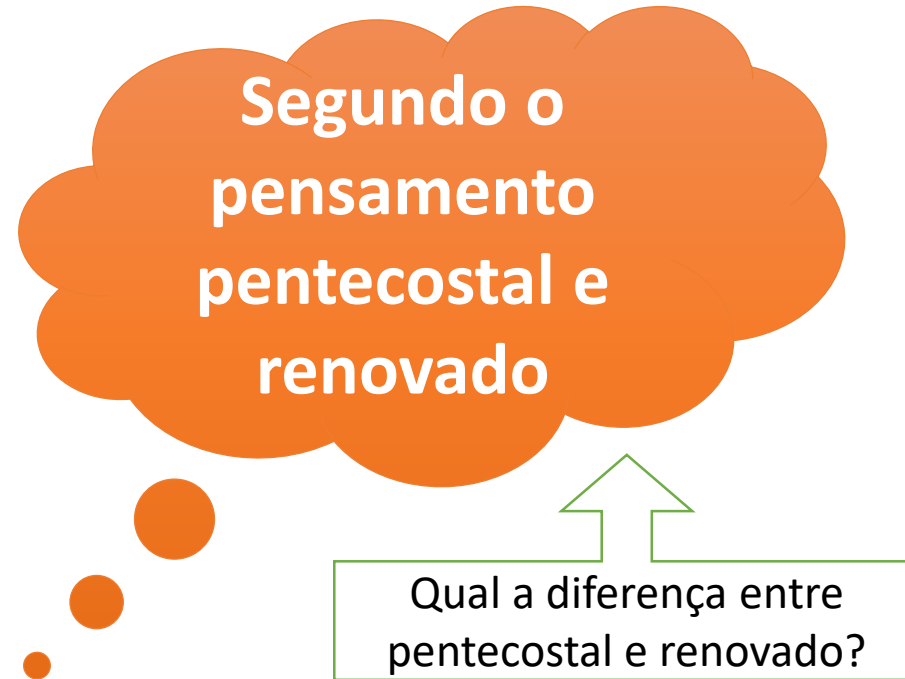 Segundo o
pensamento
pentecostal e
renovado
Qual a diferença entre
pentecostal e renovado?